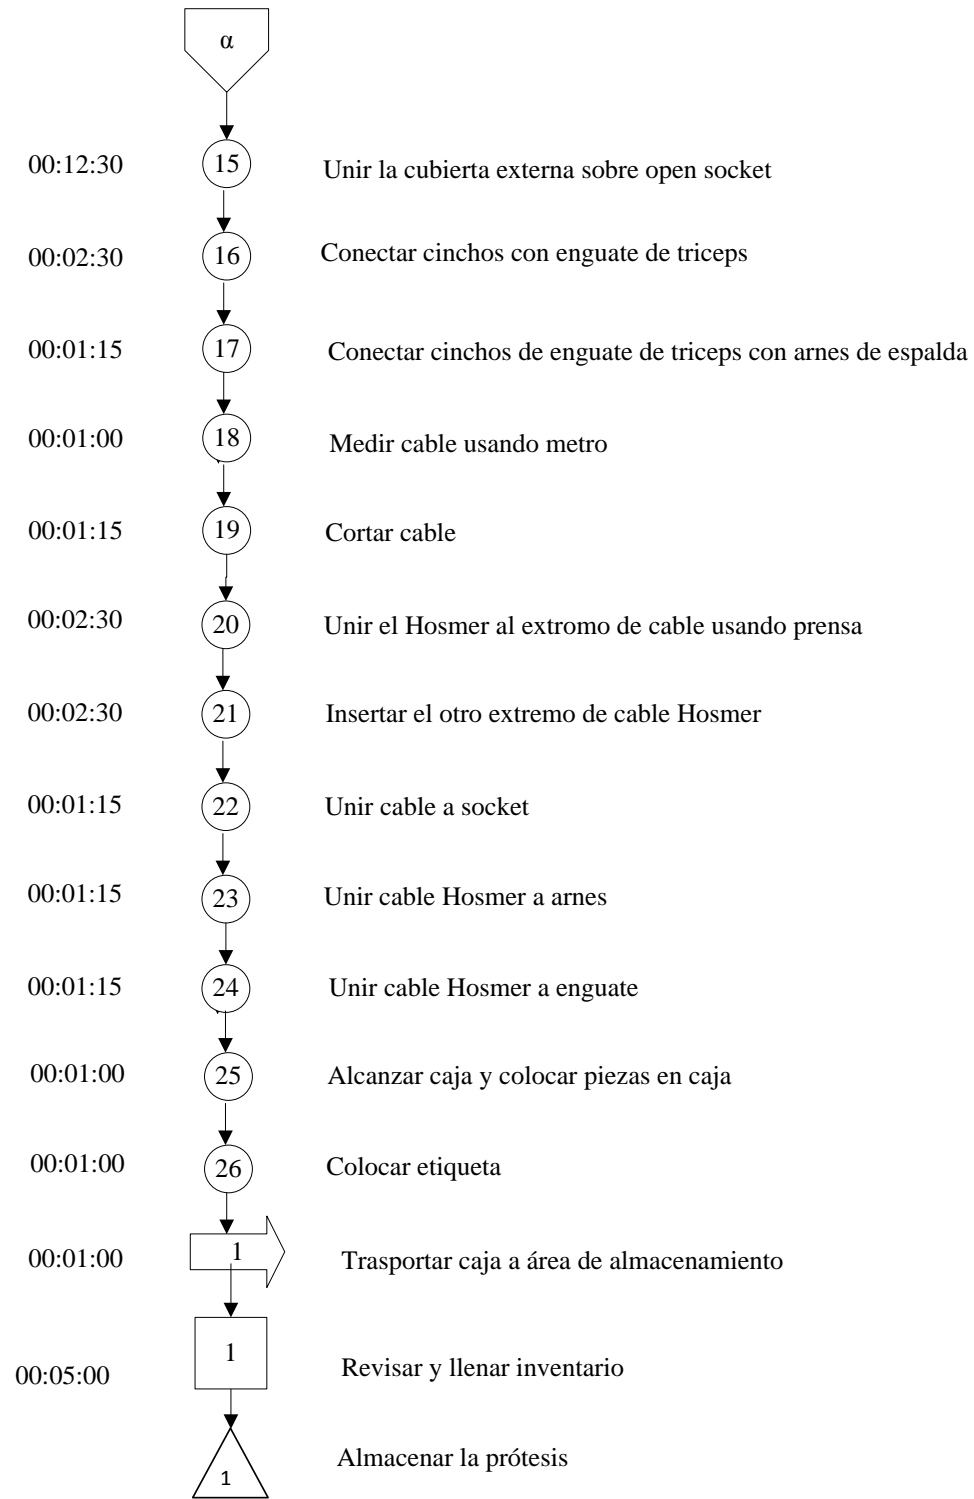 α
00:12:30 15 Unir la cubierta externa sobre open socket
00:02:30 16 Conectar cinchos con enguate de triceps
00:01:15 17 Conectar cinchos de enguate de triceps con arnes de espalda
00:01:00 18 Medir cable usando metro
00:01:15 19 Cortar cable
00:02:30 20 Unir el Hosmer al extromo de cable usando prensa
00:02:30 21 Insertar el otro extremo de cable Hosmer
00:01:15 22 Unir cable a socket
00:01:15 23 Unir cable Hosmer a arnes
00:01:15 24 Unir cable Hosmer a enguate
00:01:00 25 Alcanzar caja y colocar piezas en caja
00:01:00 26 Colocar etiqueta
00:01:00 1 Trasportar caja a área de almacenamiento
00:05:00 1 Revisar y llenar inventario
1 Almacenar la prótesis